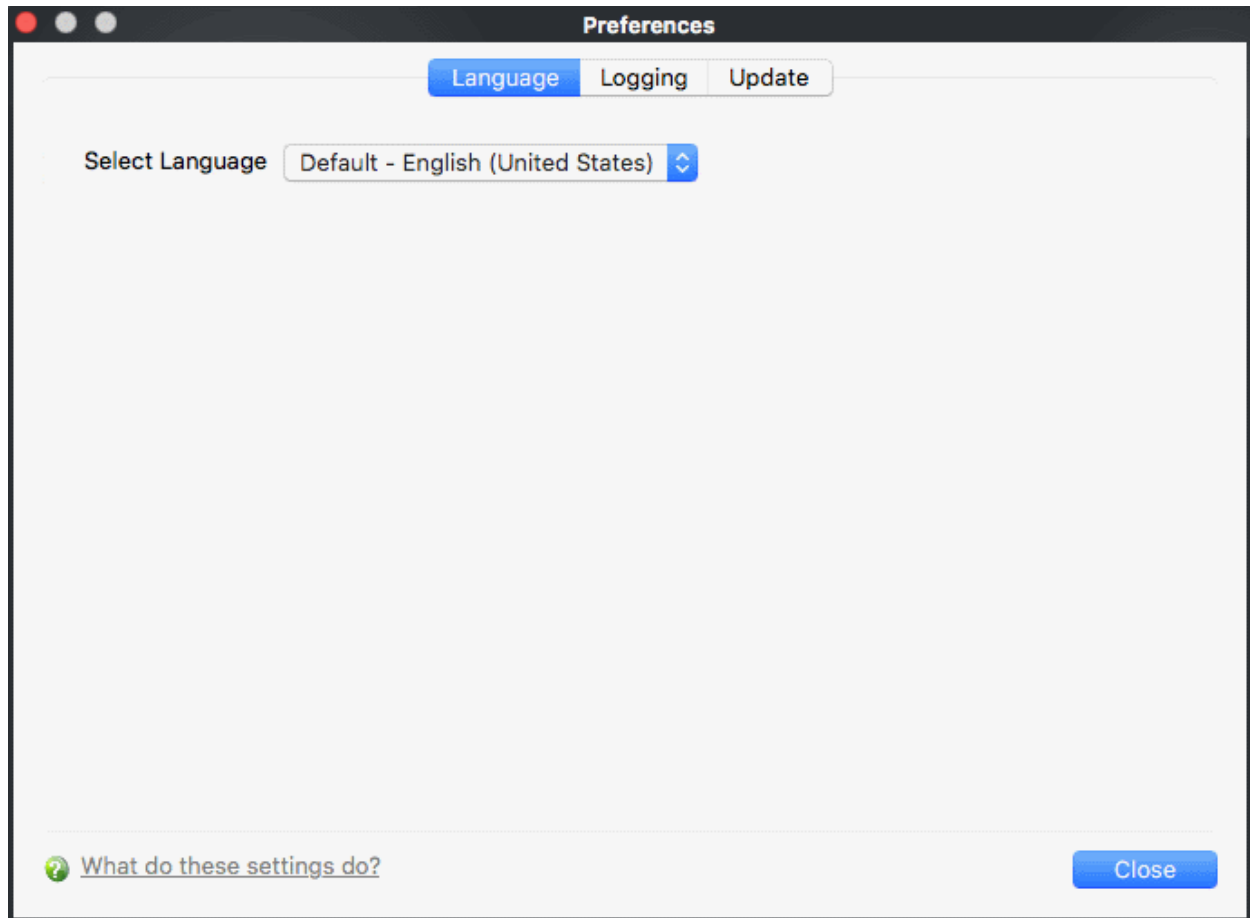 Preferences
Language Logging Update
Select Language Default - English (United States)
What do these settings do?
Close